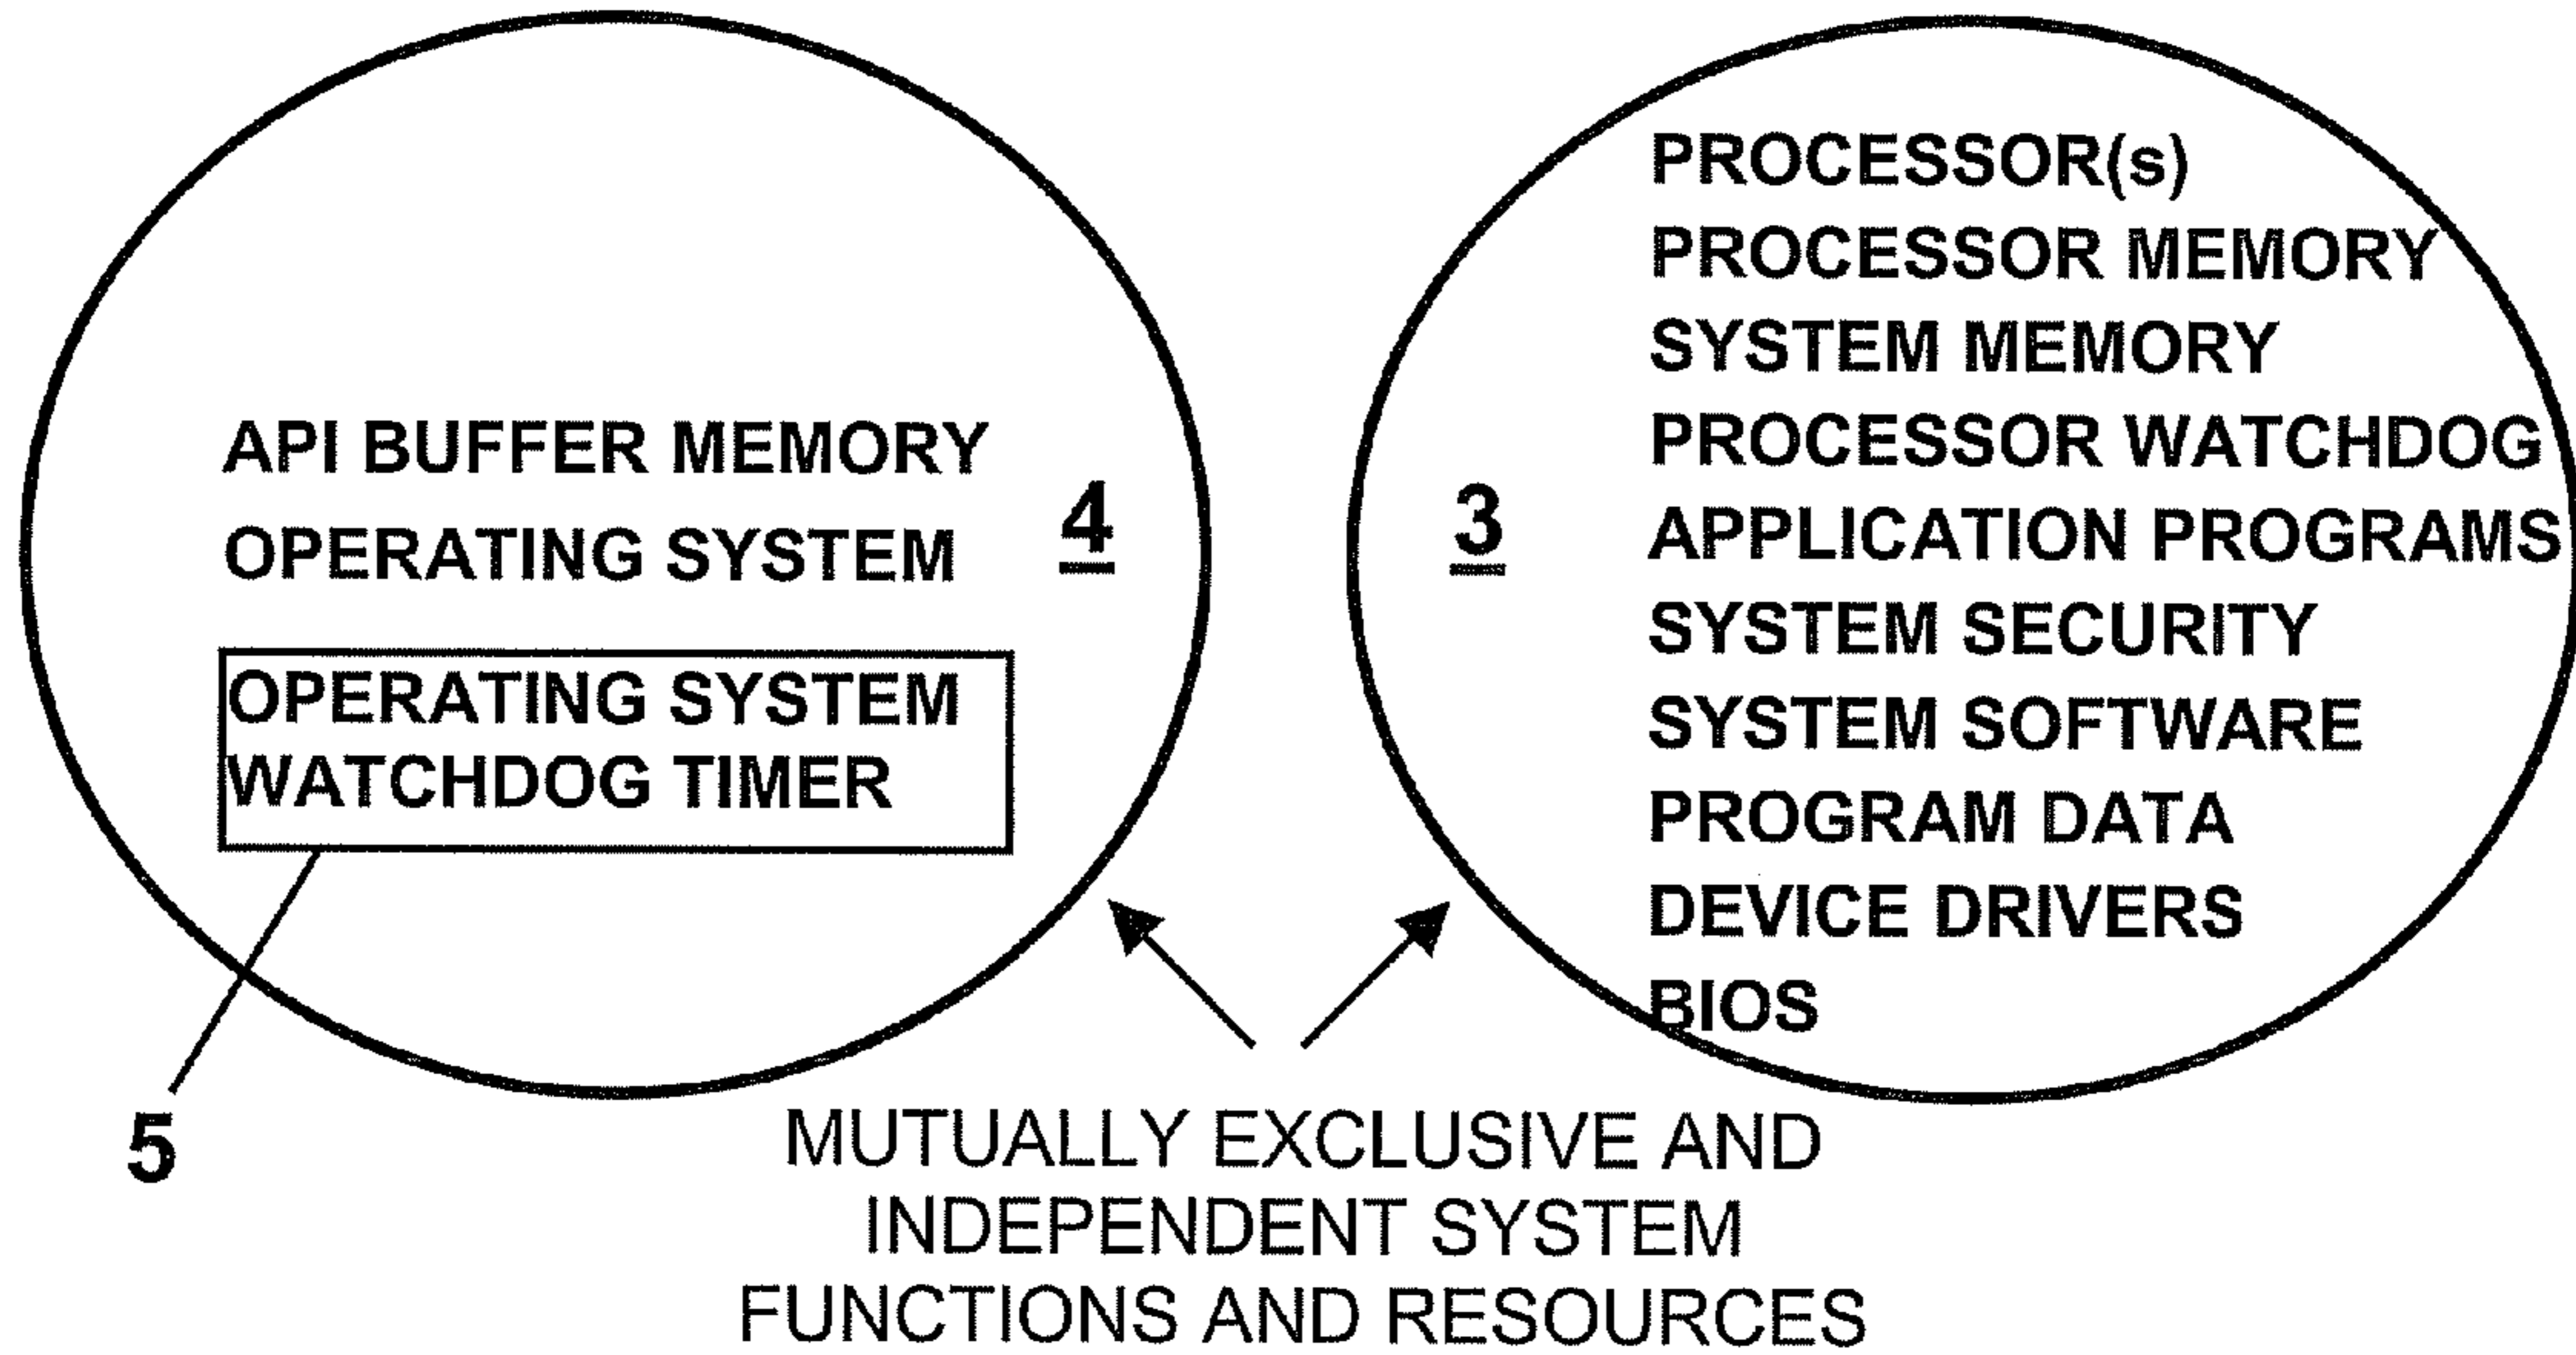 API BUFFER MEMORY
OPERATING SYSTEM
4
OPERATING SYSTEM
WATCHDOG TIMER
5
3
PROCESSOR(s)
PROCESSOR MEMORY
SYSTEM MEMORY
PROCESSOR WATCHDOG
APPLICATION PROGRAMS
SYSTEM SECURITY
SYSTEM SOFTWARE
PROGRAM DATA
DEVICE DRIVERS
BIOS
MUTUALLY EXCLUSIVE AND
INDEPENDENT SYSTEM
FUNCTIONS AND RESOURCES